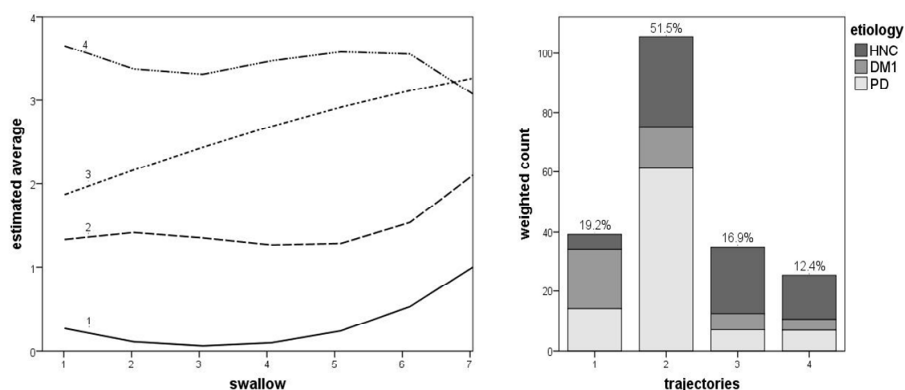 4
3
2
1
0
estimated average
4
3
2
1
1 2 3 4 5 6 7
swallow
100
80
60
40
20
0
weighted count
19.2%
51.5%
16.9%
12.4%
1 2 3 4
trajectories
etiology
HNC
DM1
PD